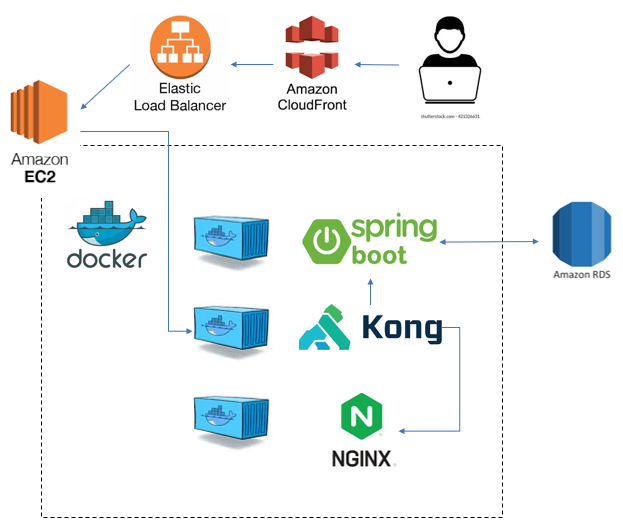 Elastic
Load Balancer
Amazon
CloudFront
shutterstock.com • 421326631
Amazon
EC2
docker
spring
boot
Amazon RDS
Kong
N
NGINX